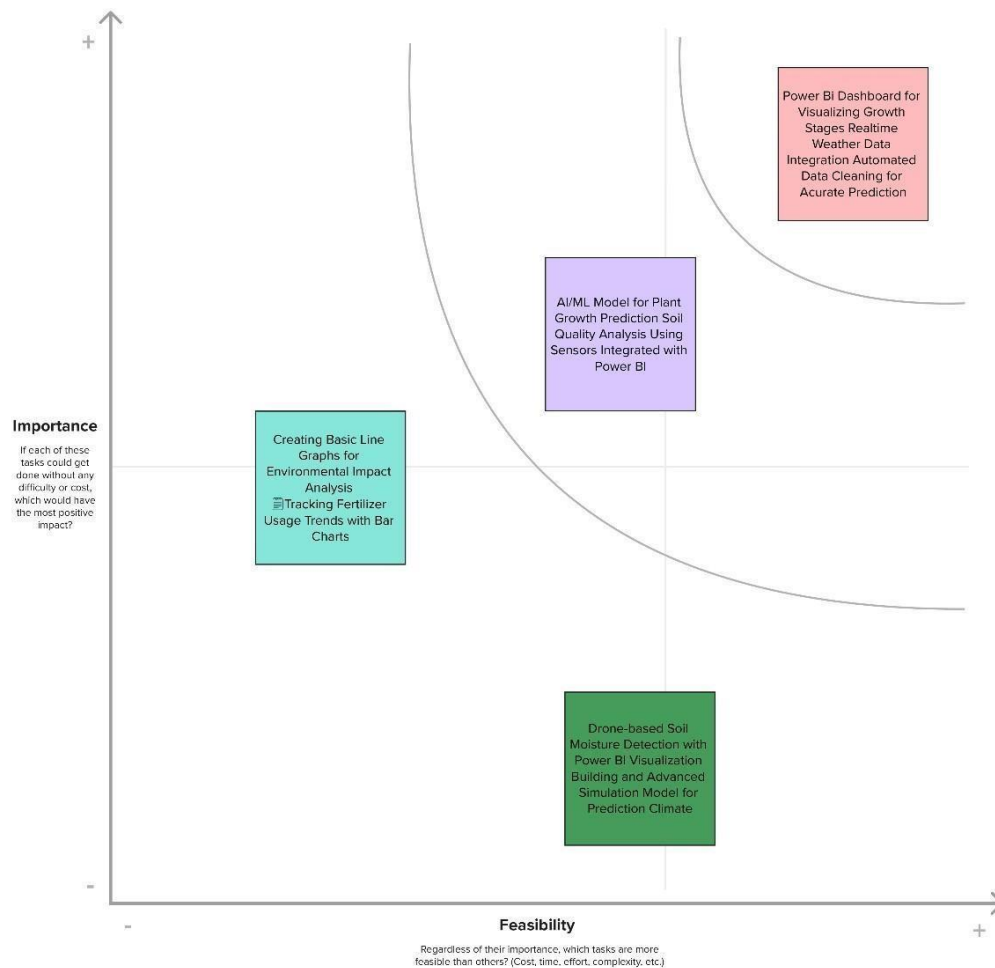 +
Power Bi Dashboard for
Visualizing Growth
Stages Realtime
Weather Data
Integration Automated
Data Cleaning for
Acurate Prediction
AI/ML Model for Plant
Growth Prediction Soil
Quality Analysis Using
Sensors Integrated with
Power BI
Importance
If each of these
tasks could get
done without any
difficulty or cost,
which would have
the most positive
impact?
Creating Basic Line
Graphs for
Environmental Impact
Analysis
Tracking Fertilizer
Usage Trends with Bar
Charts
Drone-based Soil
Moisture Detection with
Power BI Visualization
Building and Advanced
Simulation Model for
Prediction Climate
-
-
Feasibility
+
Regardless of their importance, which tasks are more
feasible than others? (Cost, time, effort, complexity, etc.)